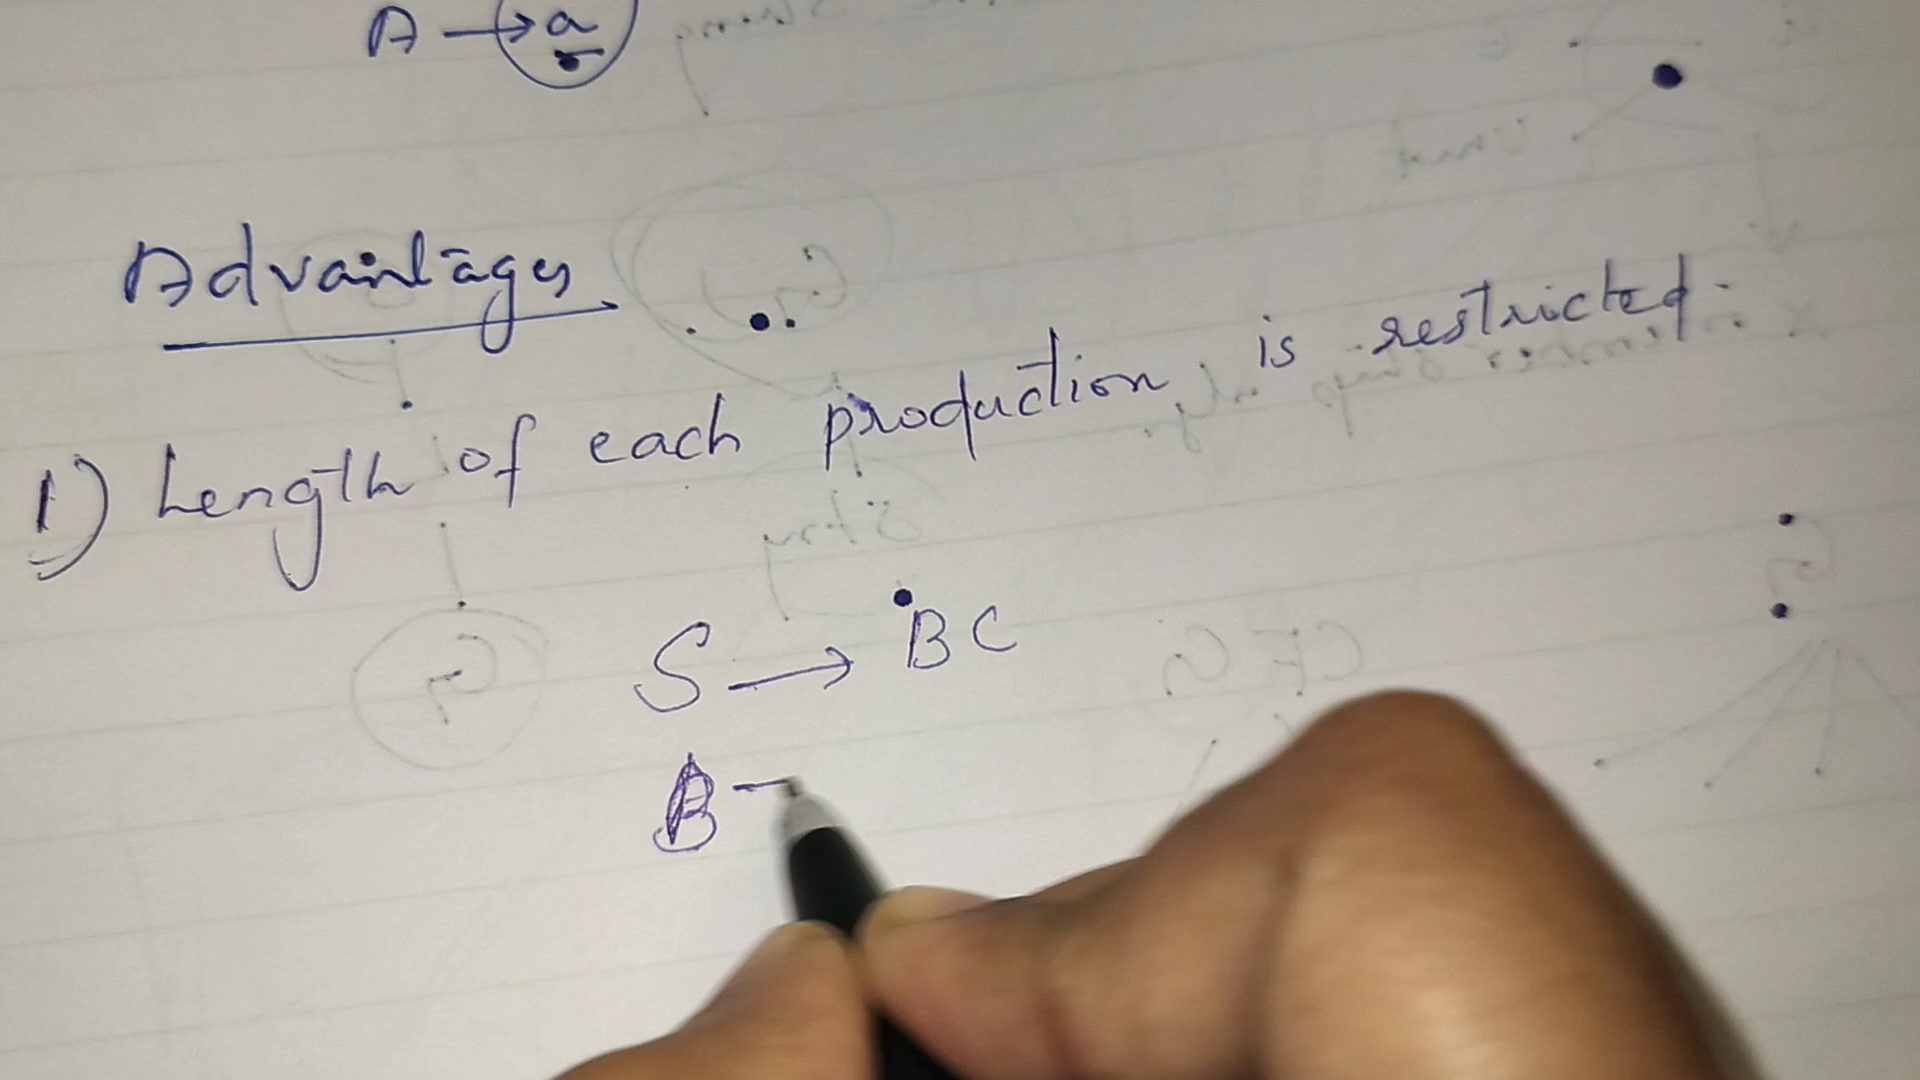 A → a
Advantages
1) Length of each production is restricted.
S → BC
B –